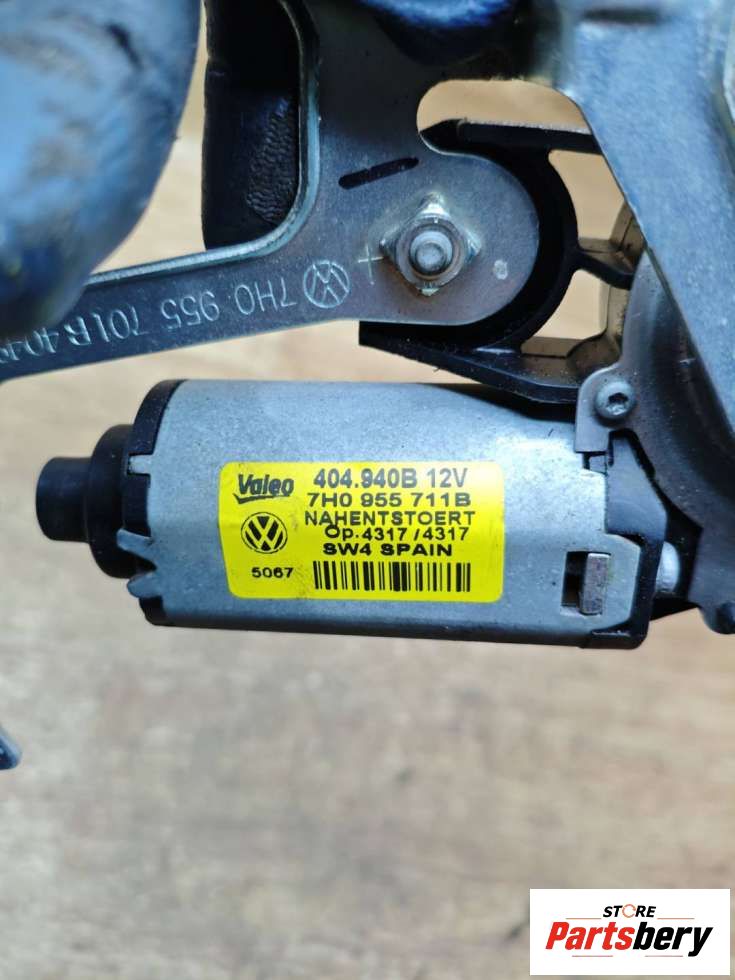 7H0 955 701B 404
Valeo 404.940B 12V
7H0 955 711B
NAHENTSTOERT
Op.4317/4317
SW4 SPAIN
5067
STORE
Partsbery